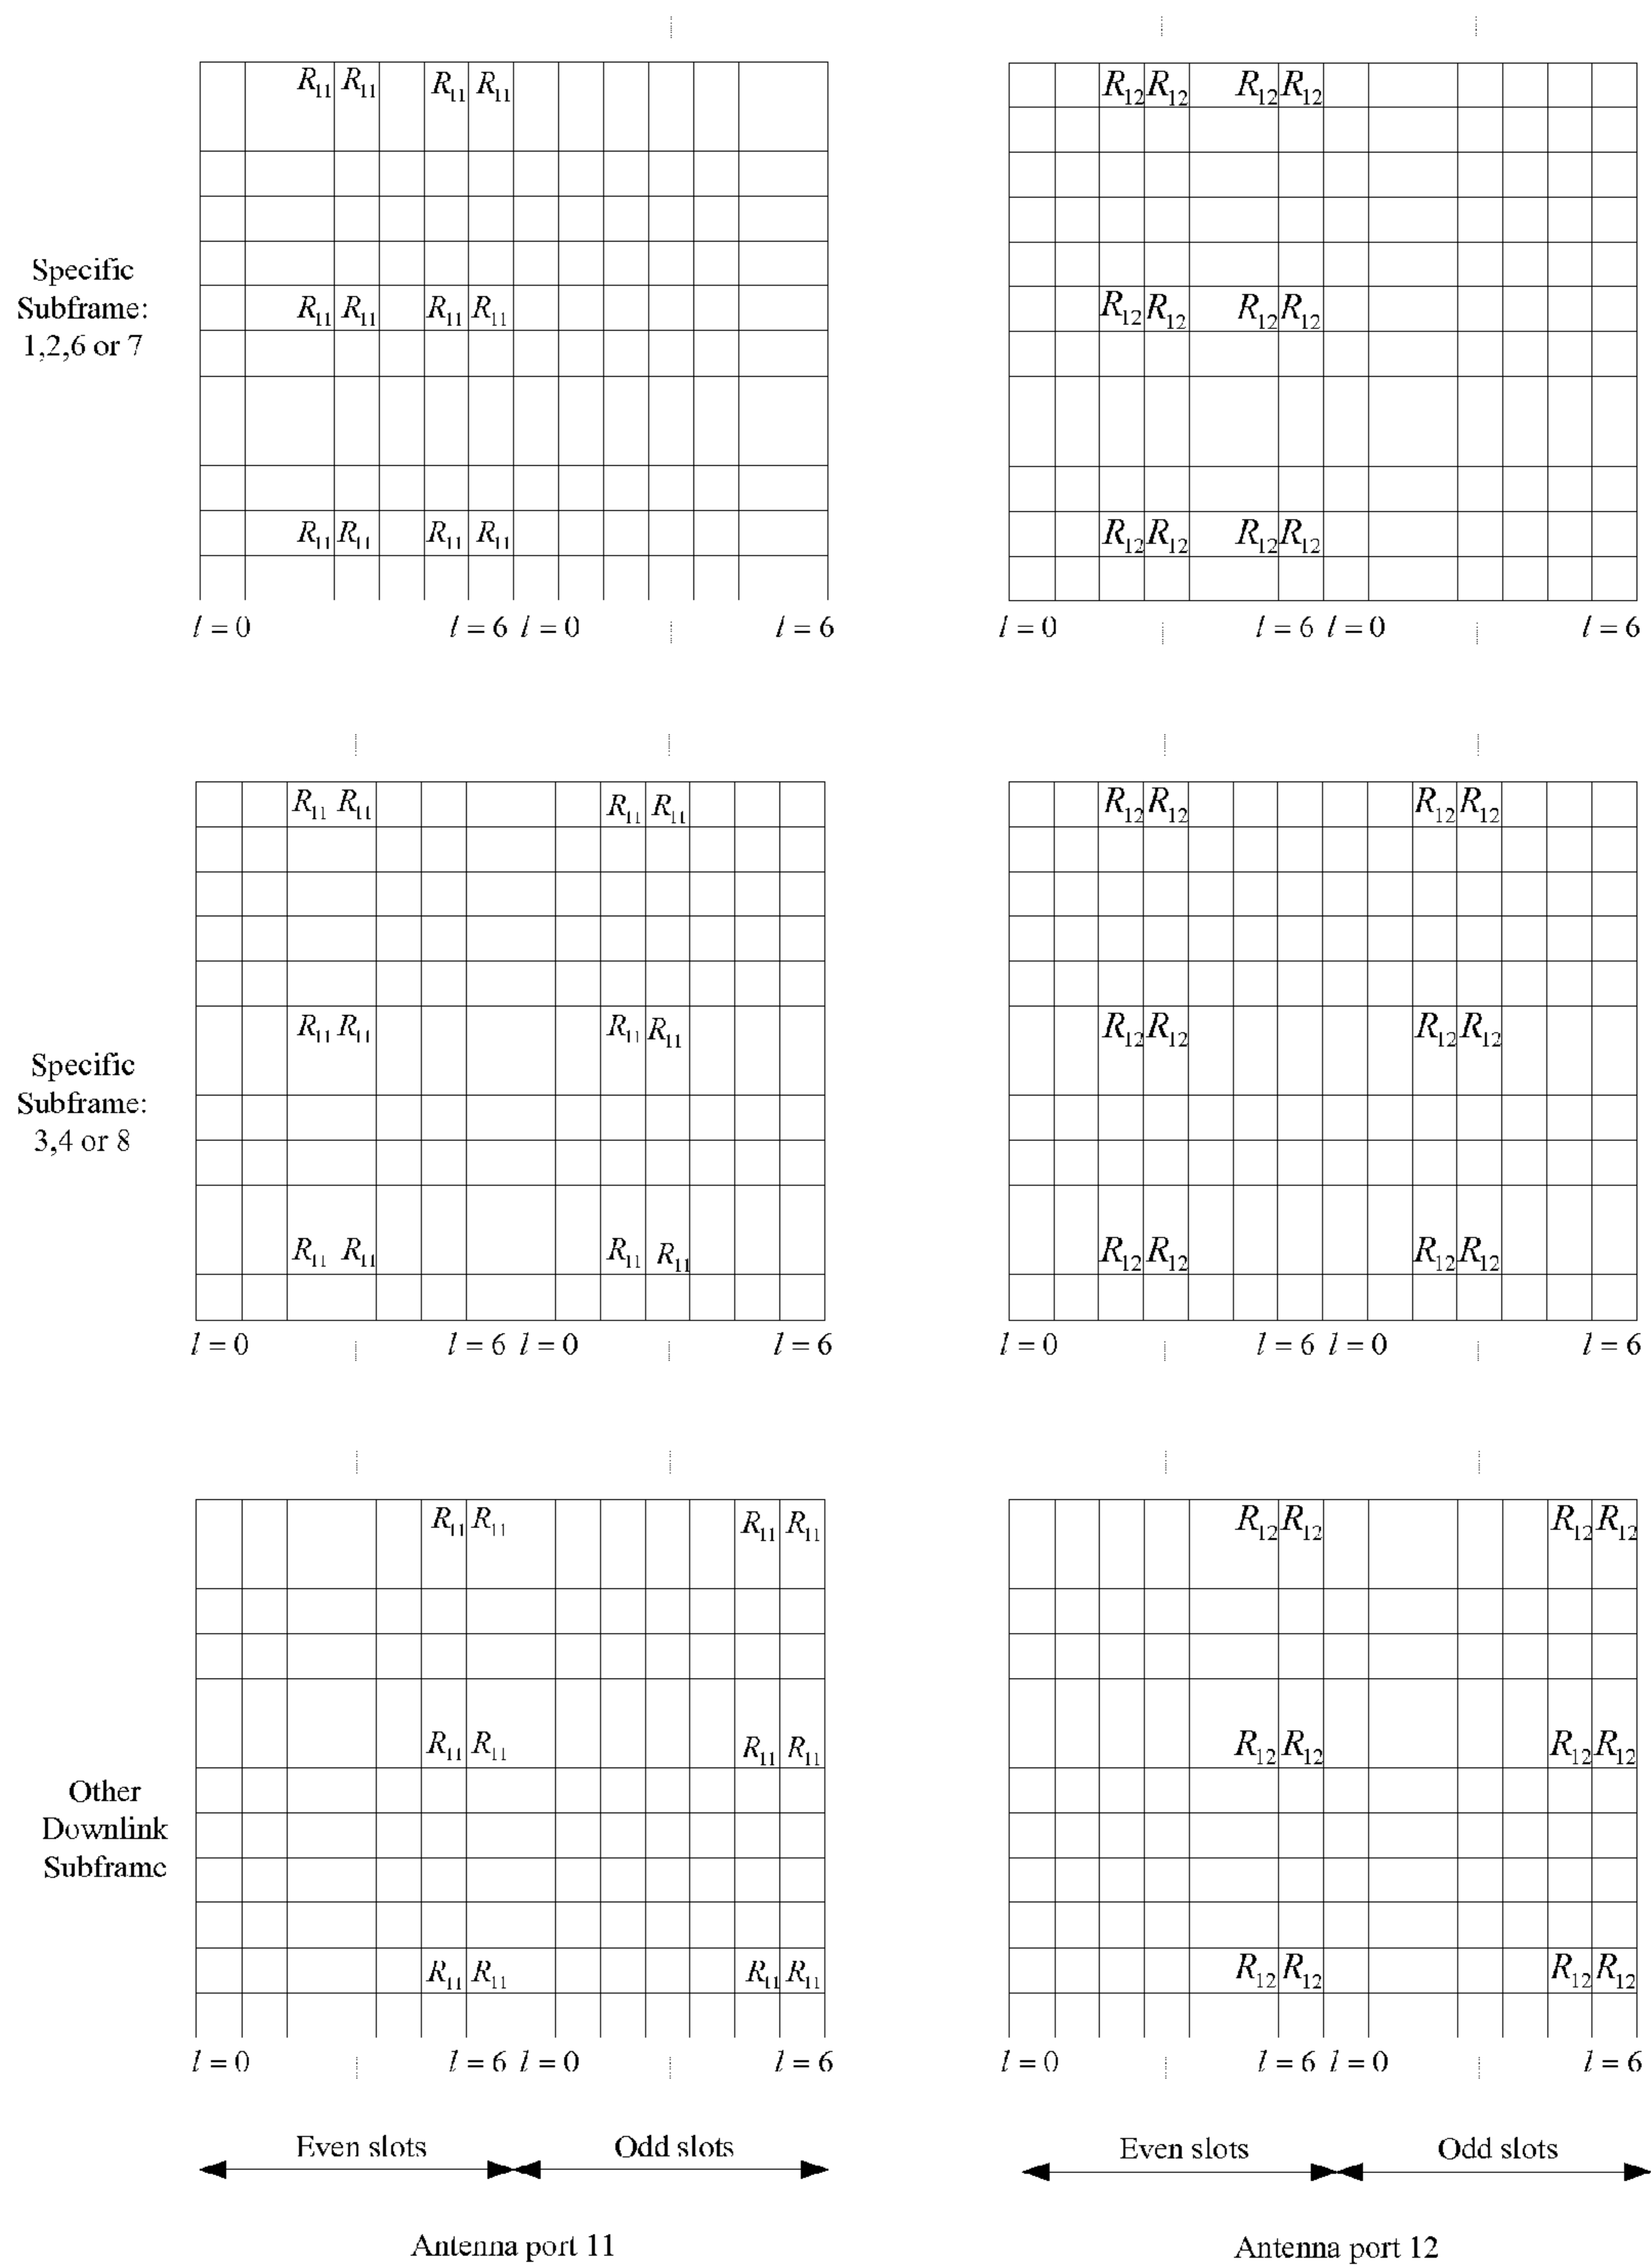 R11 R11 R11 R11 R12 R12 R12 R12
Specific
Subframe:
1,2,6 or 7
R11 R11 R11 R11 R12 R12 R12 R12
R11 R11 R11 R11 R12 R12 R12 R12
l = 0 l = 6 l = 0 l = 6 l = 0 l = 6 l = 0 l = 6
R11 R11 R11 R11 R12 R12 R12 R12
R11 R11 R11 R11 R12 R12 R12 R12
Specific
Subframe:
3,4 or 8
R11 R11 R11 R11 R12 R12 R12 R12
l = 0 l = 6 l = 0 l = 6 l = 0 l = 6 l = 0 l = 6
R11 R11 R11 R11 R12 R12 R12 R12
R11 R11 R11 R11 R12 R12 R12 R12
Other
Downlink
Subframe
R11 R11 R11 R11 R12 R12 R12 R12
l = 0 l = 6 l = 0 l = 6 l = 0 l = 6 l = 0 l = 6
Even slots Odd slots Even slots Odd slots
Antenna port 11 Antenna port 12